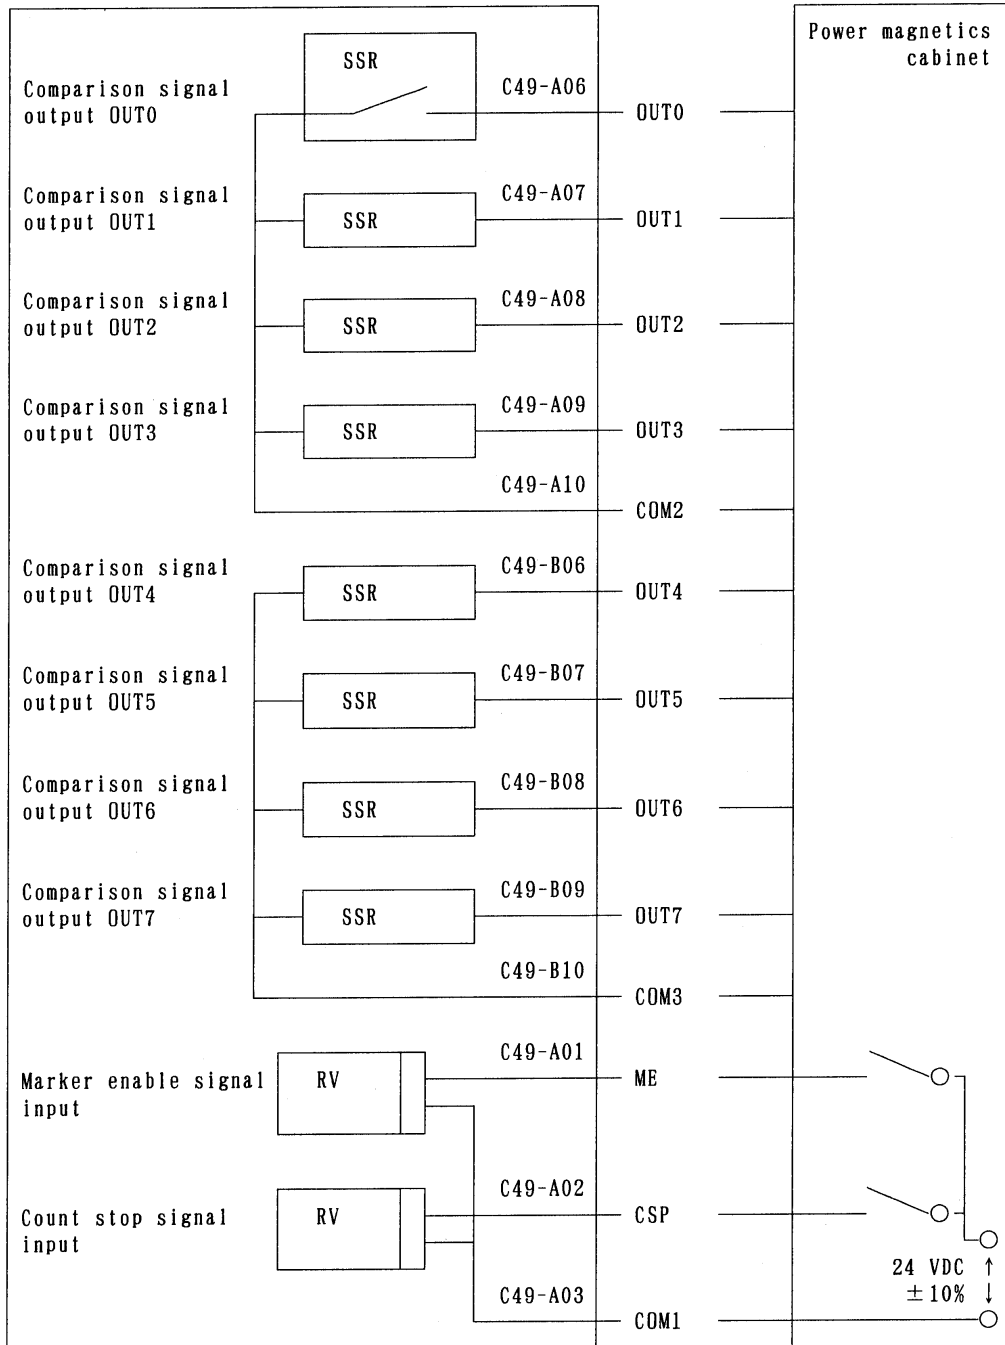 Power magnetics
cabinet
SSR
C49-A06
Comparison signal
output OUT0
OUT0
Comparison signal
output OUT1
SSR
C49-A07
OUT1
Comparison signal
output OUT2
SSR
C49-A08
OUT2
Comparison signal
output OUT3
SSR
C49-A09
OUT3
C49-A10
COM2
Comparison signal
output OUT4
SSR
C49-B06
OUT4
Comparison signal
output OUT5
SSR
C49-B07
OUT5
Comparison signal
output OUT6
SSR
C49-B08
OUT6
Comparison signal
output OUT7
SSR
C49-B09
OUT7
C49-B10
COM3
Marker enable signal
input
RV
C49-A01
ME
Count stop signal
input
RV
C49-A02
CSP
24 VDC ↑
±10% ↓
C49-A03
COM1